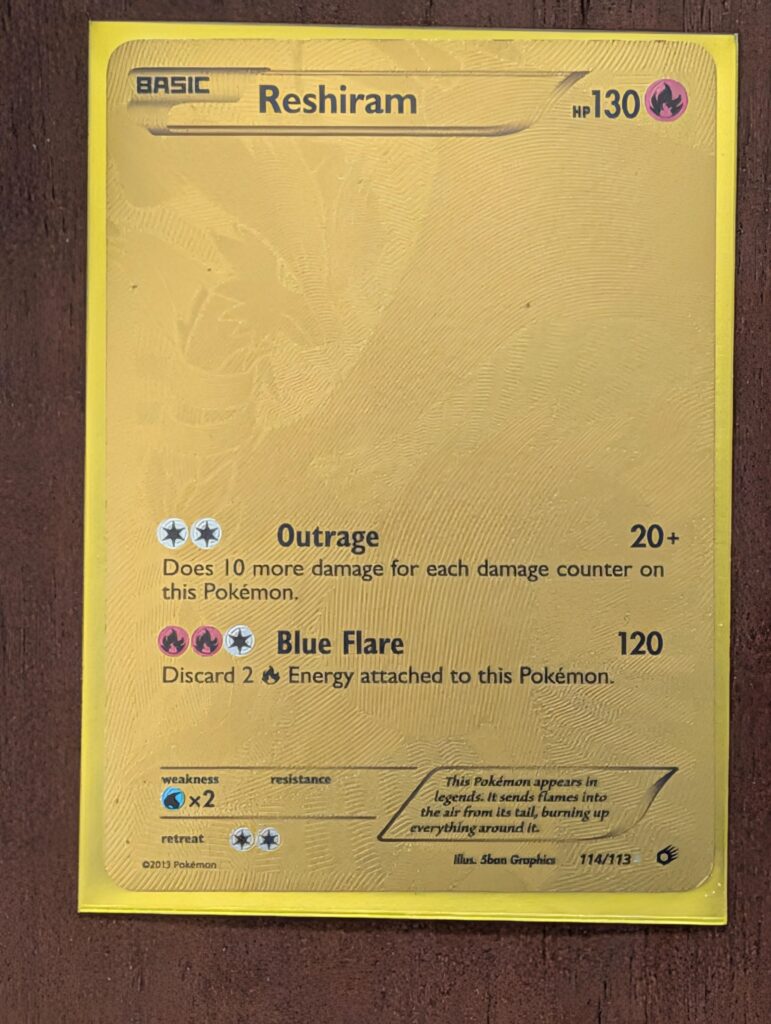 BASIC Reshiram HP130
Outrage 20+
Does 10 more damage for each damage counter on
this Pokémon.
Blue Flare 120
Discard 2 Energy attached to this Pokémon.
weakness resistance
×2
retreat
This Pokémon appears in
legends. It sends flames into
the air from its tail, burning up
everything around it.
©2013 Pokémon
Illus. 5ban Graphics 114/113